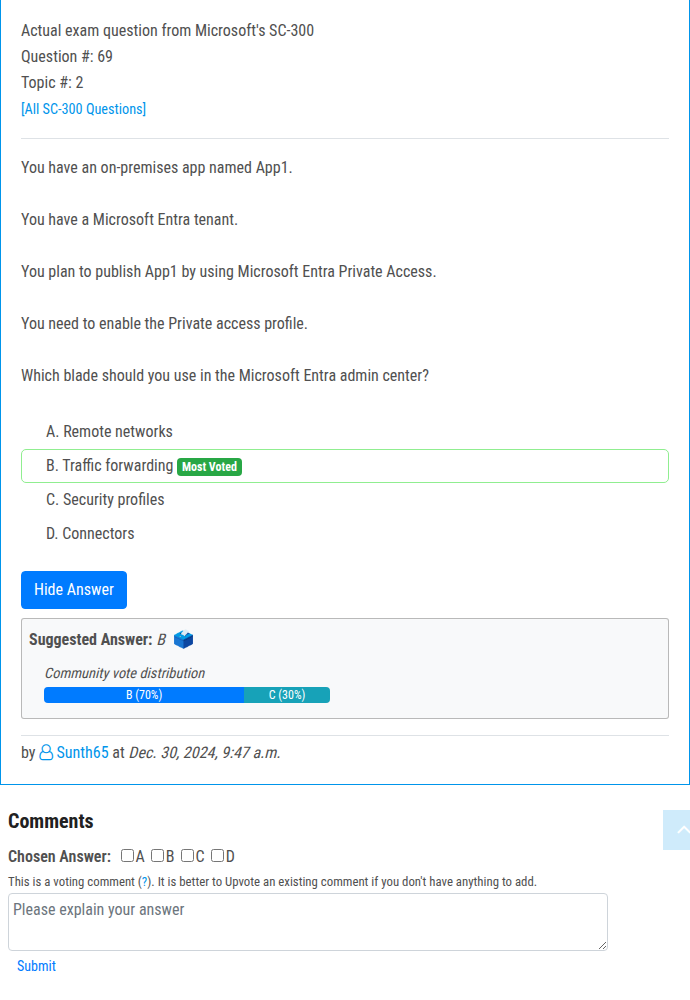 Actual exam question from Microsoft's SC-300
Question #: 69
Topic #: 2
[All SC-300 Questions]
You have an on-premises app named App1.
You have a Microsoft Entra tenant.
You plan to publish App1 by using Microsoft Entra Private Access.
You need to enable the Private access profile.
Which blade should you use in the Microsoft Entra admin center?
A. Remote networks
B. Traffic forwarding Most Voted
C. Security profiles
D. Connectors
Hide Answer
Suggested Answer: B
Community vote distribution
B (70%) C (30%)
by Sunth65 at Dec. 30, 2024, 9:47 a.m.
Comments
Chosen Answer: A B C D
This is a voting comment (?). It is better to Upvote an existing comment if you don't have anything to add.
Please explain your answer
Submit